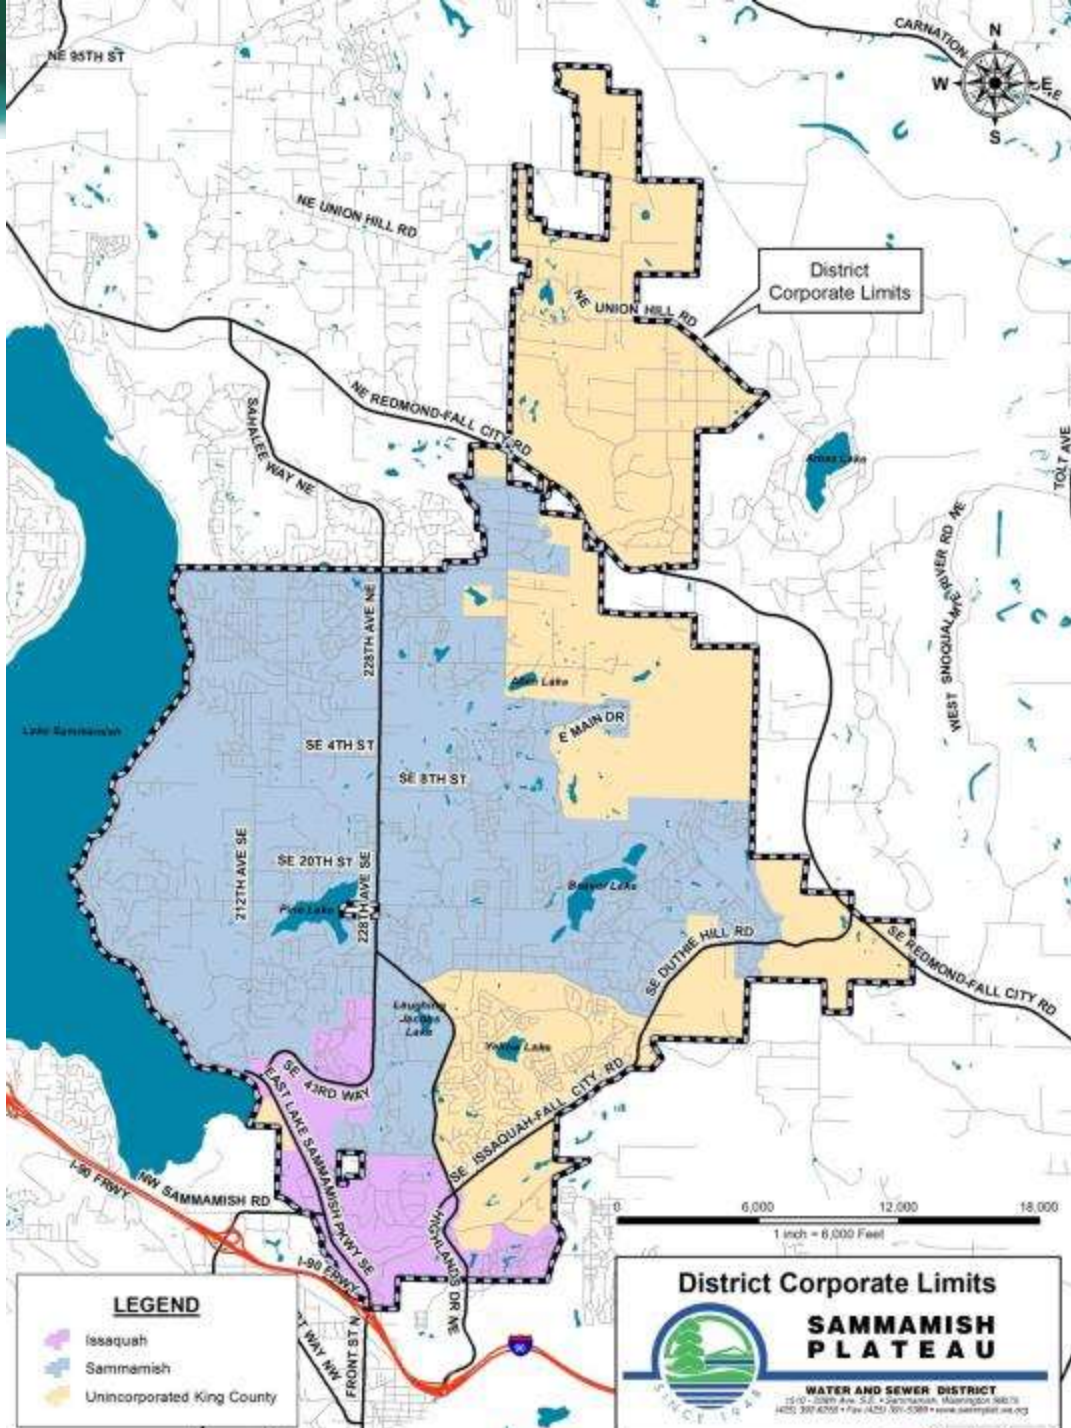 CARNATION
NE 95TH ST
N
W
E
S
NE UNION HILL RD
District
Corporate Limits
NE UNION HILL RD
NE REDMOND-FALL CITY RD
SAHALEE WAY NE
Ames Lake
TOLT AVE
WEST SNOQUALMIE RIVER RD NE
228TH AVE NE
Allen Lake
Lake Sammamish
E MAIN DR
SE 4TH ST
SE 8TH ST
212TH AVE SE
SE 20TH ST
228TH AVE SE
Pine Lake
Beaver Lake
SE DUTHIE HILL RD
SE REDMOND-FALL CITY RD
Laughing
Jacobs
Lake
Yellow Lake
SE 43RD WAY
EAST LAKE SAMMAMISH PKWY SE
SE ISSAQUAH-FALL CITY RD
I-90 FRWY
NW SAMMAMISH RD
HIGHLANDS DR NE
I-90 FRWY
0 6,000 12,000 18,000
1 inch = 6,000 Feet
FRONT ST N
WAY NW
90
LEGEND
Issaquah
Sammamish
Unincorporated King County
District Corporate Limits
SAMMAMISH
PLATEAU
WATER AND SEWER DISTRICT